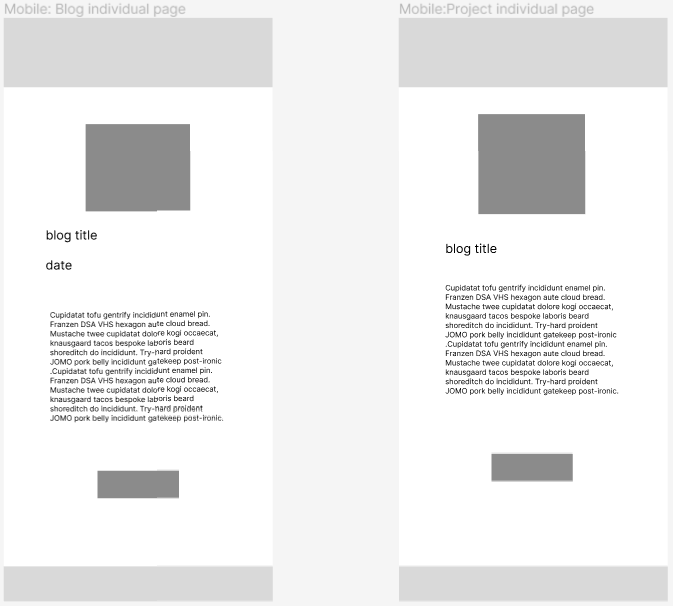 Mobile: Blog individual page
blog title
date
Cupidatat tofu gentrify incididunt enamel pin.
Franzen DSA VHS hexagon aute cloud bread.
Mustache twee cupidatat dolore kogi occaecat,
knausgaard tacos bespoke laboris beard
shoreditch do incididunt. Try-hard proident
JOMO pork belly incididunt gatekeep post-ironic
.Cupidatat tofu gentrify incididunt enamel pin.
Franzen DSA VHS hexagon aute cloud bread.
Mustache twee cupidatat dolore kogi occaecat,
knausgaard tacos bespoke laboris beard
shoreditch do incididunt. Try-hard proident
JOMO pork belly incididunt gatekeep post-ironic.
Mobile:Project individual page
blog title
Cupidatat tofu gentrify incididunt enamel pin.
Franzen DSA VHS hexagon aute cloud bread.
Mustache twee cupidatat dolore kogi occaecat,
knausgaard tacos bespoke laboris beard
shoreditch do incididunt. Try-hard proident
JOMO pork belly incididunt gatekeep post-ironic
.Cupidatat tofu gentrify incididunt enamel pin.
Franzen DSA VHS hexagon aute cloud bread.
Mustache twee cupidatat dolore kogi occaecat,
knausgaard tacos bespoke laboris beard
shoreditch do incididunt. Try-hard proident
JOMO pork belly incididunt gatekeep post-ironic.